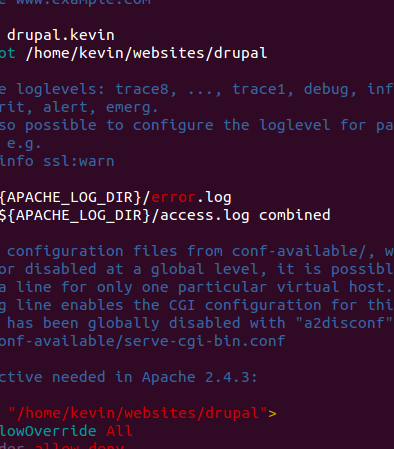 www.example.com
drupal.kevin
ot /home/kevin/websites/drupal
e loglevels: trace8, ..., trace1, debug, inf
rit, alert, emerg.
so possible to configure the loglevel for pa
e.g.
info ssl:warn
{APACHE_LOG_DIR}/error.log
${APACHE_LOG_DIR}/access.log combined
configuration files from conf-available/, w
or disabled at a global level, it is possibl
a line for only one particular virtual host.
g line enables the CGI configuration for thi
has been globally disabled with "a2disconf"
onf-available/serve-cgi-bin.conf
ctive needed in Apache 2.4.3:
"/home/kevin/websites/drupal">
lowOverride All
der allow,deny